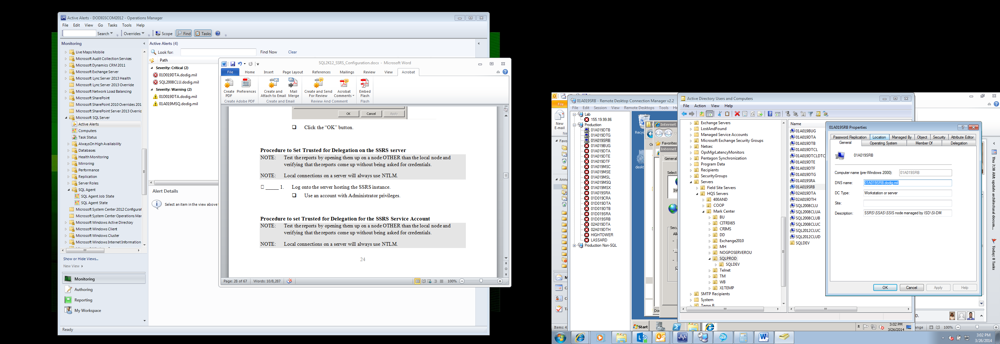 Active Alerts - DODIGSCOM2012 - Operations Manager
File Edit View Go Tasks Tools Help
Search Overrides Scope Find Tasks
Monitoring
Live Maps Mobile
Microsoft Audit Collection Services
Microsoft Dynamics CRM 2011
Microsoft Exchange Server
Microsoft Lync Server 2013 Health
Microsoft Lync Server 2013 Override
Microsoft Network Load Balancing
Microsoft SharePoint
Microsoft SharePoint 2010 Overrides 201
Microsoft SharePoint Server 2013 Overric
Microsoft SQL Server
Active Alerts
Computers
Task Status
AlwaysOn High Availability
Databases
Health Monitoring
Mirroring
Performance
Replication
Server Roles
SQL Agent
SQL Agent Job State
SQL Agent State
Microsoft System Center 2012 Configurat
Microsoft System Center Operations Mar
Microsoft Windows Active Directory
Microsoft Windows Client
Microsoft Windows Cluster
Microsoft Windows Internet Information
Show or Hide Views...
New View
Monitoring
Authoring
Reporting
My Workspace
Ready
Active Alerts (4)
Look for: Find Now Clear
Path
Severity: Critical (2)
01D019DTA.dodig.mil
SQL2008CLU.dodig.mil
Severity: Warning (2)
01D019DTA.dodig.mil
01A019MSQ.dodig.mil
Alert Details
Select an item in the view above
SQL2K12_SSRS_Configuration.docx - Microsoft Word
File Home Insert Page Layout References Mailings Review View Acrobat
Create PDF
Preferences
Create and Attach to Email
Mail Merge
Create and Send For Review
Acrobat Comments
Embed Flash
Create Adobe PDF
Create and Email
Review And Comment
Flash
OK Cancel Apply
Click the “OK” button.
Procedure to Set Trusted for Delegation on the SSRS server
NOTE: Test the reports by opening them up on a node OTHER than the local node and
verifying that the reports come up without being asked for credentials.
NOTE: Local connections on a server will always use NTLM.
_____ 1. Log onto the server hosting the SSRS instance.
Use an account with Administrator privileges.
Procedure to set Trusted for Delegation for the SSRS Service Account
NOTE: Test the reports by opening them up on a node OTHER than the local node and
verifying that the reports come up without being asked for credentials.
NOTE: Local connections on a server will always use NTLM.
24
Page: 28 of 67 Words: 10/8,287 100%
File
New E-mail
Favo
Items: 4
01A019SRB - Remote Desktop Connection Manager v2.2
File Edit Session View Remote Desktops Tools He
Lab
155.19.99.86
Production
01A019DTB
01A019DTG
01A019SRB
01A019BUG
01A019DTA
01A019DTE
01A019DTF
01A019MSC
01A019MSE
01A019MSL
01A019MSQ
01A019MSX
01A019SRA
01D019CRA
01D019DTA
01D019DTB
01D019SRA
01D019SRB
02A019DTA
02A019DTH
HIGHTOWER
LASSARD
Production Non-SQL
Recyc
deskt
Internet
Favorites
Internet
General
Select
Start
Active Directory Users and Computers
File Action View Help
Exchange Servers
LostAndFound
Managed Service Accounts
Microsoft Exchange Security Groups
Netsec
OpsMgrLatencyMonitors
Pentagon Synchronization
Program Data
Recipients
SecurityGroups
Servers
Field Site Servers
HQS Servers
400AND
COOP
Mark Center
BU
CITRIX65
CRIMS
DD
Exchange2010
MH
NOGPOSERVEROU
SQLPROD
SQLDEV
Telnet
TM
WB
X1TEMP
SMTP Recipients
System
Temp B
Name
01A019BUG
01A019DTA
01A019DTB
01A019DTCL
01A019DTCLDTC
01A019DTE
01A019DTF
01A019DTG
01A019SRA
01A019SRB
02A019DTA
02A019DTH
SQL2008CLU
SQL2008CLUA
SQL2008CLUB
SQL2008CLUC
SQL2012CLUC
SQL2012CLUD
SQLDEV
01A019SRB Properties
Password Replication Location Managed By Object Security Attribute Editor
General Operating System Member Of Delegation
01A019SRB
Computer name (pre-Windows 2000): 01A019SRB
DNS name: 01A019SRB.dodig.mil
DC Type: Workstation or server
Site:
Description: SSRS\SSAS\SSIS node managed by ISD\SI-DM
OK Cancel Apply Help
Thu 7:30 AM: update architectural docum...
Today: 0 Tasks
3:02 PM
3/26/2014
ange 100%
3:02 PM
3/26/2014